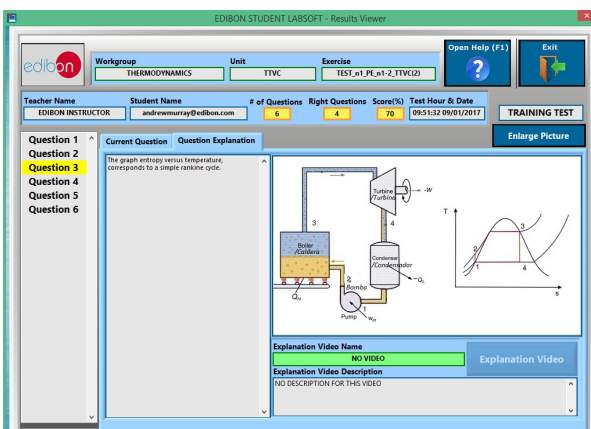 EDIBON STUDENT LABSOFT - Results Viewer
edibon
Workgroup
THERMODYNAMICS
Unit
TTVC
Exercise
TEST_n1_PE_n1-2_TTVC(2)
Open Help (F1)
?
Exit
Teacher Name
EDIBON INSTRUCTOR
Student Name
andrewmurray@edibon.com
# of Questions
6
Right Questions
4
Score(%)
70
Test Hour & Date
09:51:32 09/01/2017
TRAINING TEST
Enlarge Picture
Question 1
Question 2
Question 3
Question 4
Question 5
Question 6
Current Question
Question Explanation
The graph entropy versus temperature,
corresponds to a simple rankine cycle.
Turbine
/Turbina
-W
3
4
Boiler
/Caldera
Condenser
/Condensador
-QL
QH
2
Bomba
1
Pump
Win
T
3
2
1
4
s
Explanation Video Name
NO VIDEO
Explanation Video
Explanation Video Description
NO DESCRIPTION FOR THIS VIDEO